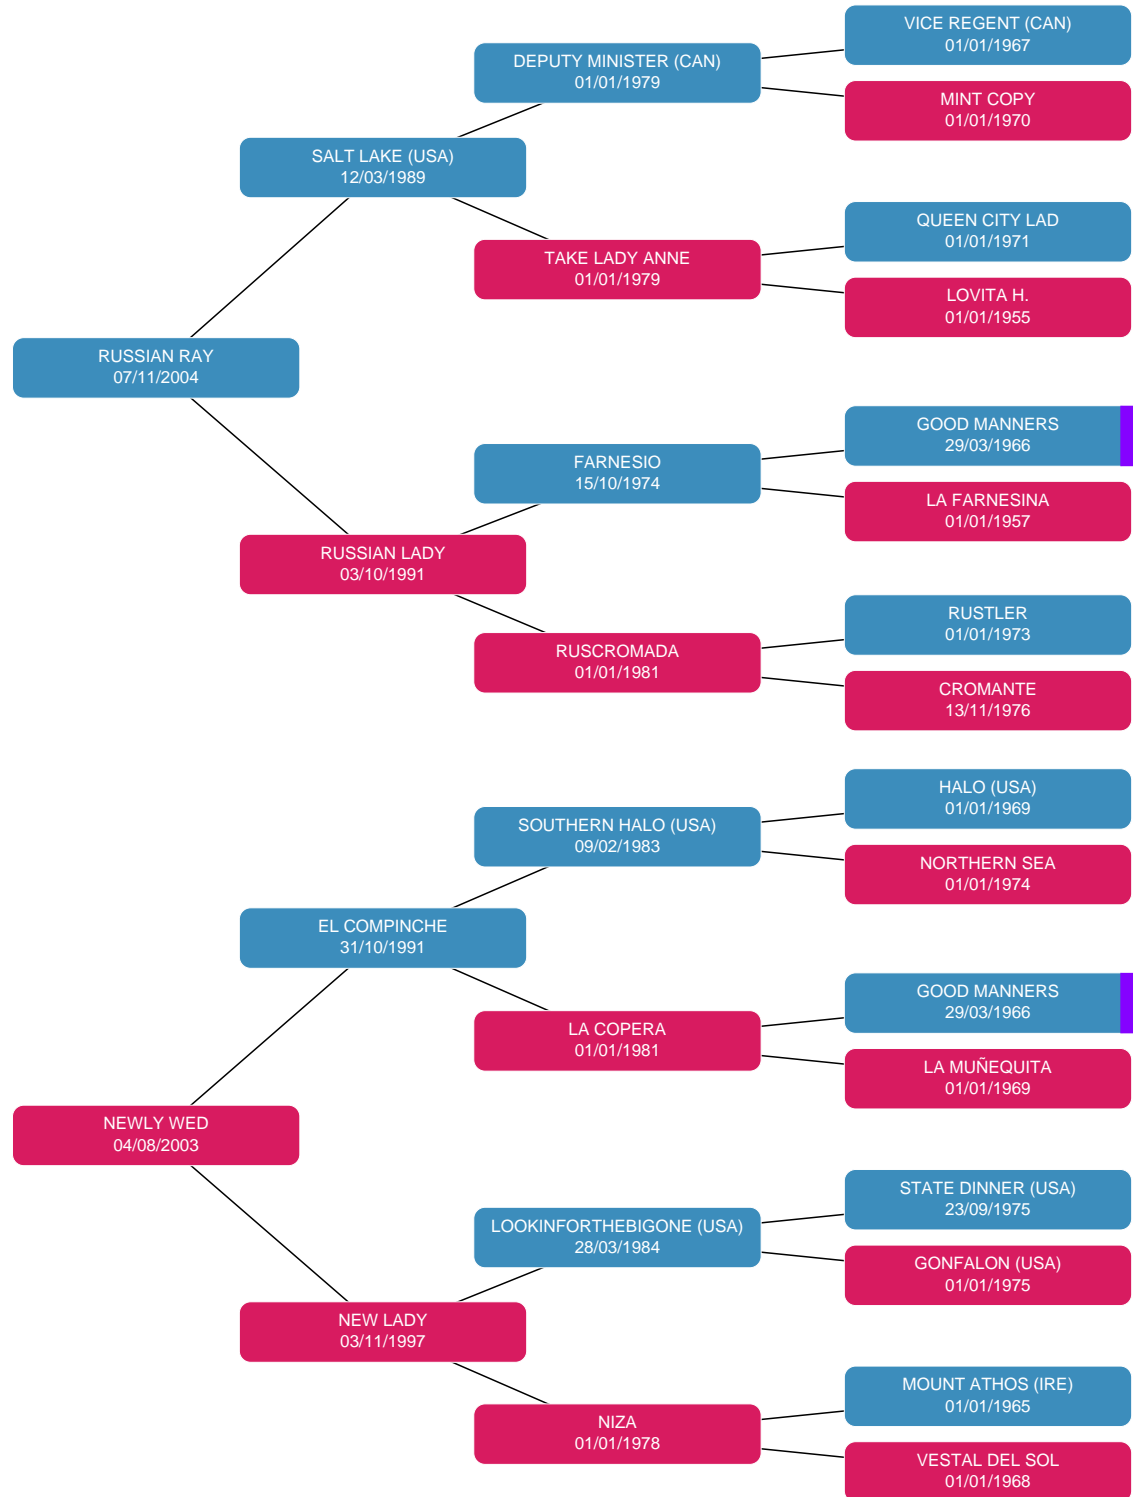 VICE REGENT (CAN)
01/01/1967
DEPUTY MINISTER (CAN)
01/01/1979
MINT COPY
01/01/1970
SALT LAKE (USA)
12/03/1989
QUEEN CITY LAD
01/01/1971
TAKE LADY ANNE
01/01/1979
LOVITA H.
01/01/1955
RUSSIAN RAY
07/11/2004
GOOD MANNERS
29/03/1966
FARNESIO
15/10/1974
LA FARNESINA
01/01/1957
RUSSIAN LADY
03/10/1991
RUSTLER
01/01/1973
RUSCROMADA
01/01/1981
CROMANTE
13/11/1976
HALO (USA)
01/01/1969
SOUTHERN HALO (USA)
09/02/1983
NORTHERN SEA
01/01/1974
EL COMPINCHE
31/10/1991
GOOD MANNERS
29/03/1966
LA COPERA
01/01/1981
LA MUÑEQUITA
01/01/1969
NEWLY WED
04/08/2003
STATE DINNER (USA)
23/09/1975
LOOKINFORTHEBIGONE (USA)
28/03/1984
GONFALON (USA)
01/01/1975
NEW LADY
03/11/1997
MOUNT ATHOS (IRE)
01/01/1965
NIZA
01/01/1978
VESTAL DEL SOL
01/01/1968